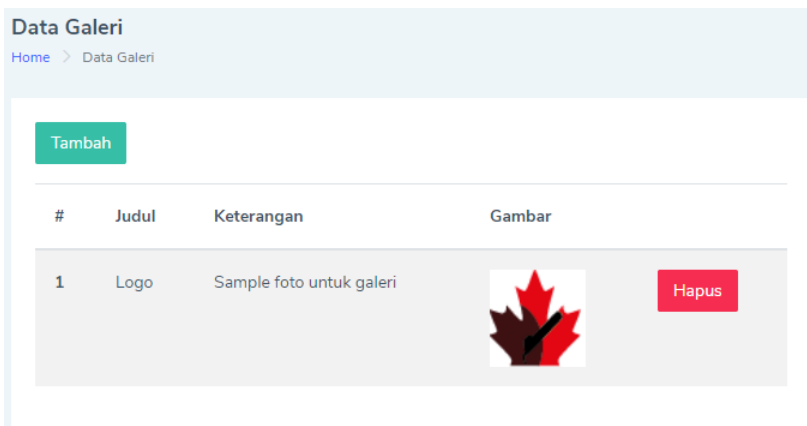 Data Galeri
Home > Data Galeri
Tambah
# Judul Keterangan Gambar
1 Logo Sample foto untuk galeri Hapus